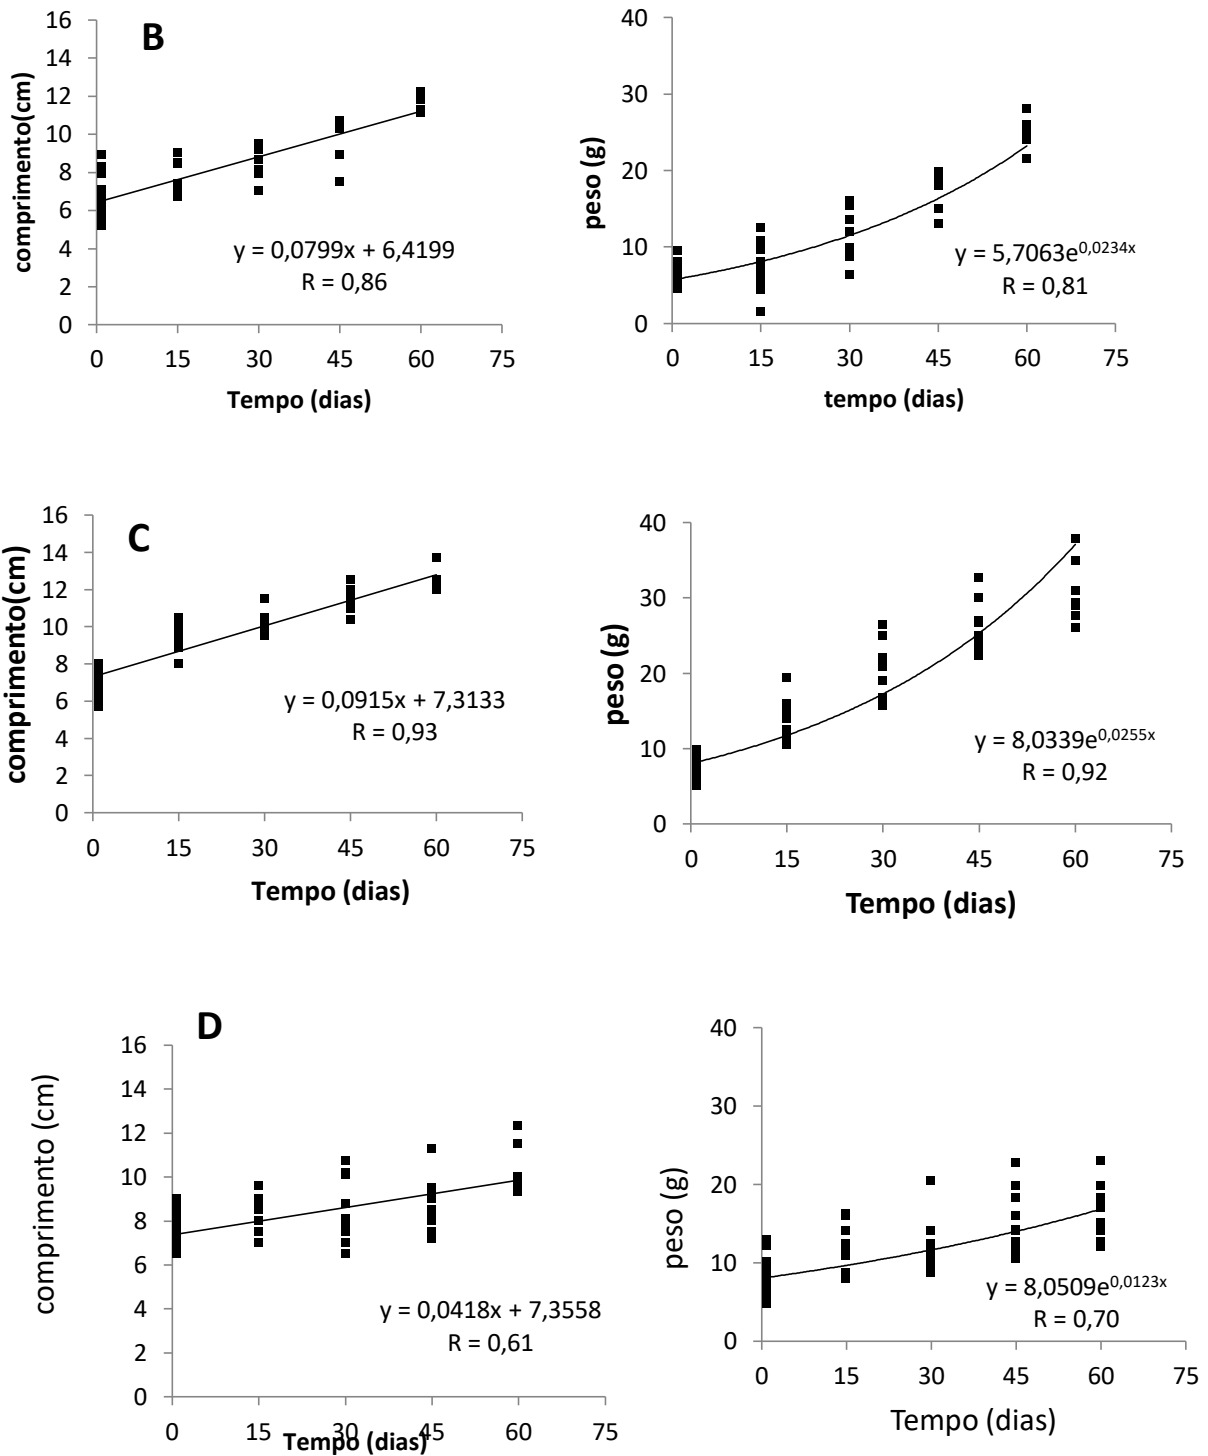 B
comprimento(cm)
16
14
12
10
8
6
4
2
0
y = 0,0799x + 6,4199
R = 0,86
0 15 30 45 60 75
Tempo (dias)
peso (g)
40
30
20
10
0
y = 5,7063e^0,0234x
R = 0,81
0 15 30 45 60 75
tempo (dias)
C
comprimento(cm)
16
14
12
10
8
6
4
2
0
y = 0,0915x + 7,3133
R = 0,93
0 15 30 45 60 75
Tempo (dias)
peso (g)
40
30
20
10
0
y = 8,0339e^0,0255x
R = 0,92
0 15 30 45 60 75
Tempo (dias)
D
comprimento (cm)
16
14
12
10
8
6
4
2
0
y = 0,0418x + 7,3558
R = 0,61
0 15 30 45 60 75
Tempo (dias)
peso (g)
40
30
20
10
0
y = 8,0509e^0,0123x
R = 0,70
0 15 30 45 60 75
Tempo (dias)